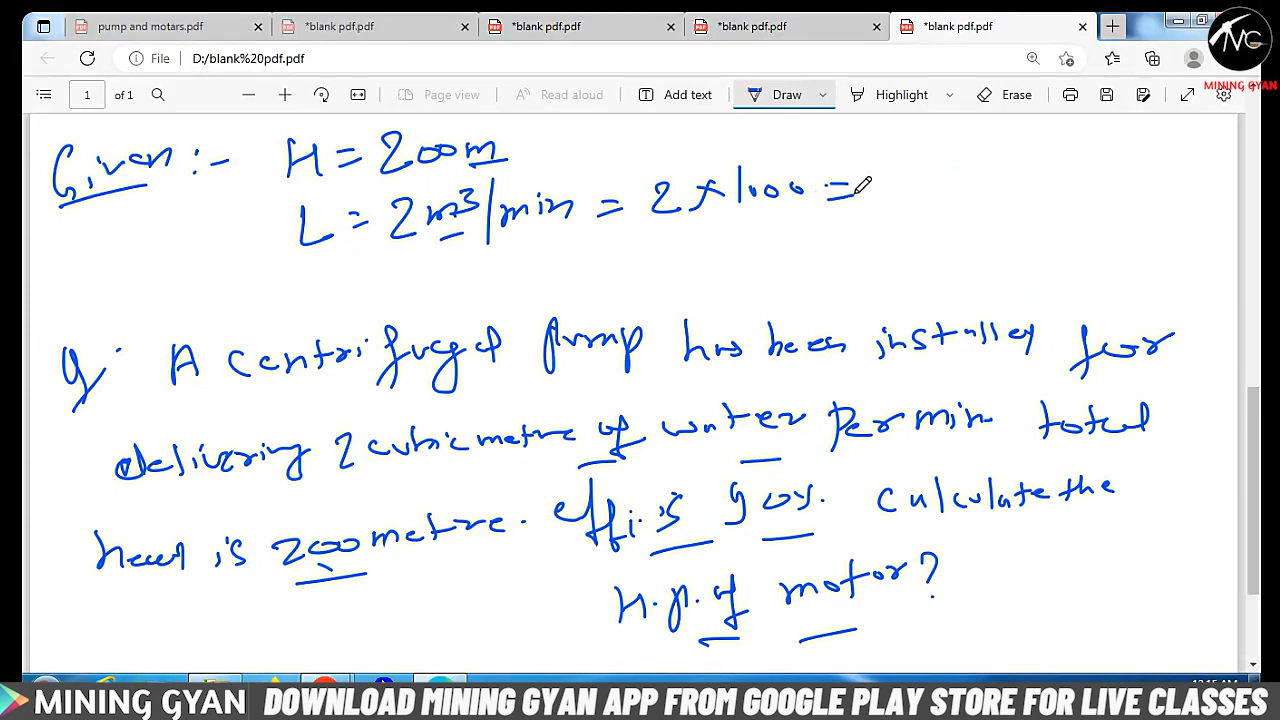 pump and motars.pdf
*blank pdf.pdf
*blank pdf.pdf
*blank pdf.pdf
*blank pdf.pdf
File D:/blank%20pdf.pdf
MINING GYAN
1 of 1
Page view
Read aloud
Add text
Draw
Highlight
Erase
Given :- H = 200m
L = 2m³/min = 2 x 1000 =
Q. A centrifugal pump has been installed for
delivering 2 cubic metre of water per min total
head is 200 metre. effi. is 90%. calculate the
H.P. of motor?
MINING GYAN DOWNLOAD MINING GYAN APP FROM GOOGLE PLAY STORE FOR LIVE CLASSES